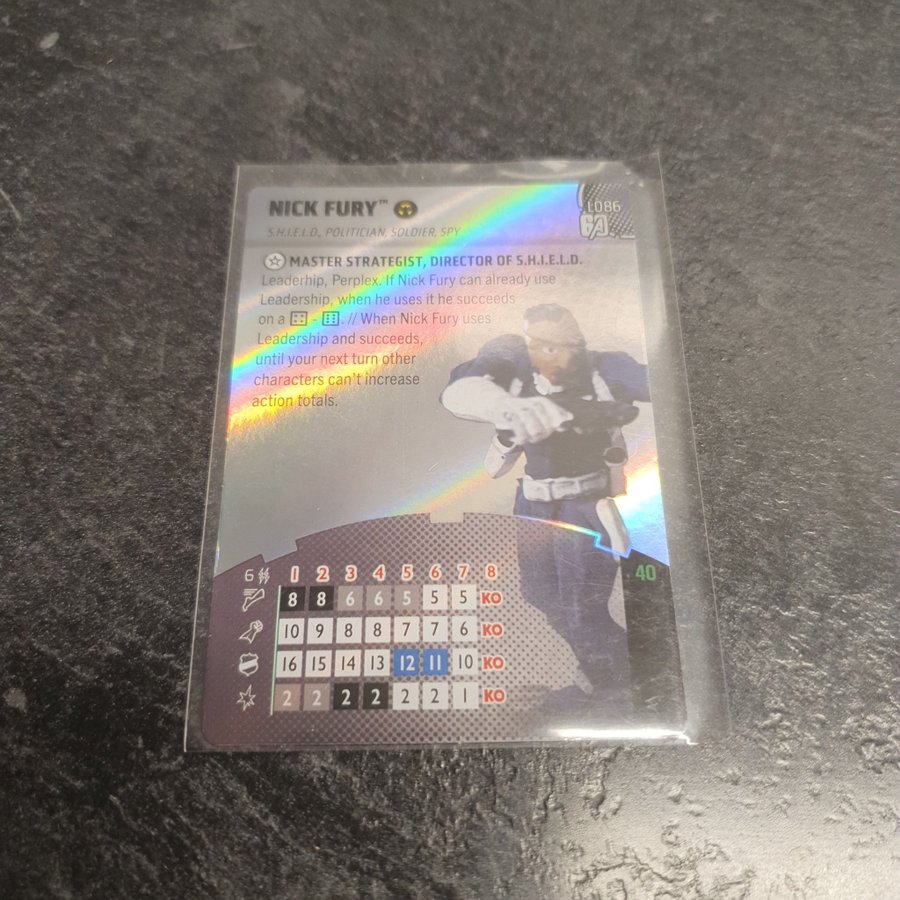 NICK FURY™
L086
S.H.I.E.L.D., POLITICIAN, SOLDIER, SPY
MASTER STRATEGIST, DIRECTOR OF S.H.I.E.L.D.
Leaderhip, Perplex. If Nick Fury can already use
Leadership, when he uses it he succeeds
on a - . // When Nick Fury uses
Leadership and succeeds,
until your next turn other
characters can't increase
action totals.
6 1 2 3 4 5 6 7 8 40
8 8 6 6 5 5 5 KO
10 9 8 8 7 7 6 KO
16 15 14 13 12 11 10 KO
2 2 2 2 2 2 1 KO